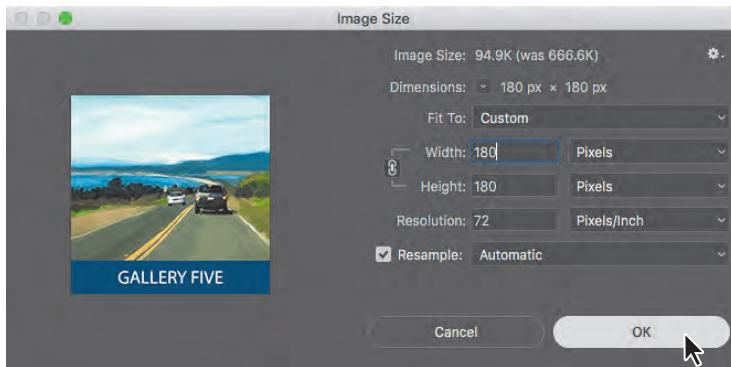 Image Size
Image Size: 94.9K (was 666.6K)
Dimensions: 180 px × 180 px
Fit To: Custom
Width: 180 Pixels
Height: 180 Pixels
Resolution: 72 Pixels/Inch
Resample: Automatic
GALLERY FIVE
Cancel OK